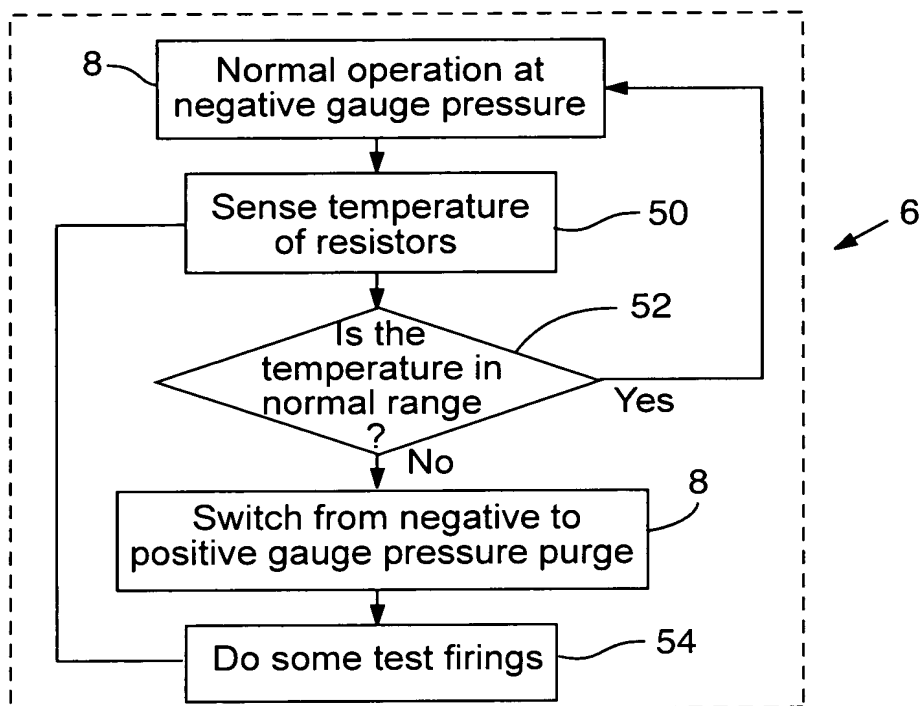 8
Normal operation at
negative gauge pressure
Sense temperature
of resistors
50
6
52
Is the
temperature in
normal range
?
Yes
No
8
Switch from negative to
positive gauge pressure purge
Do some test firings
54